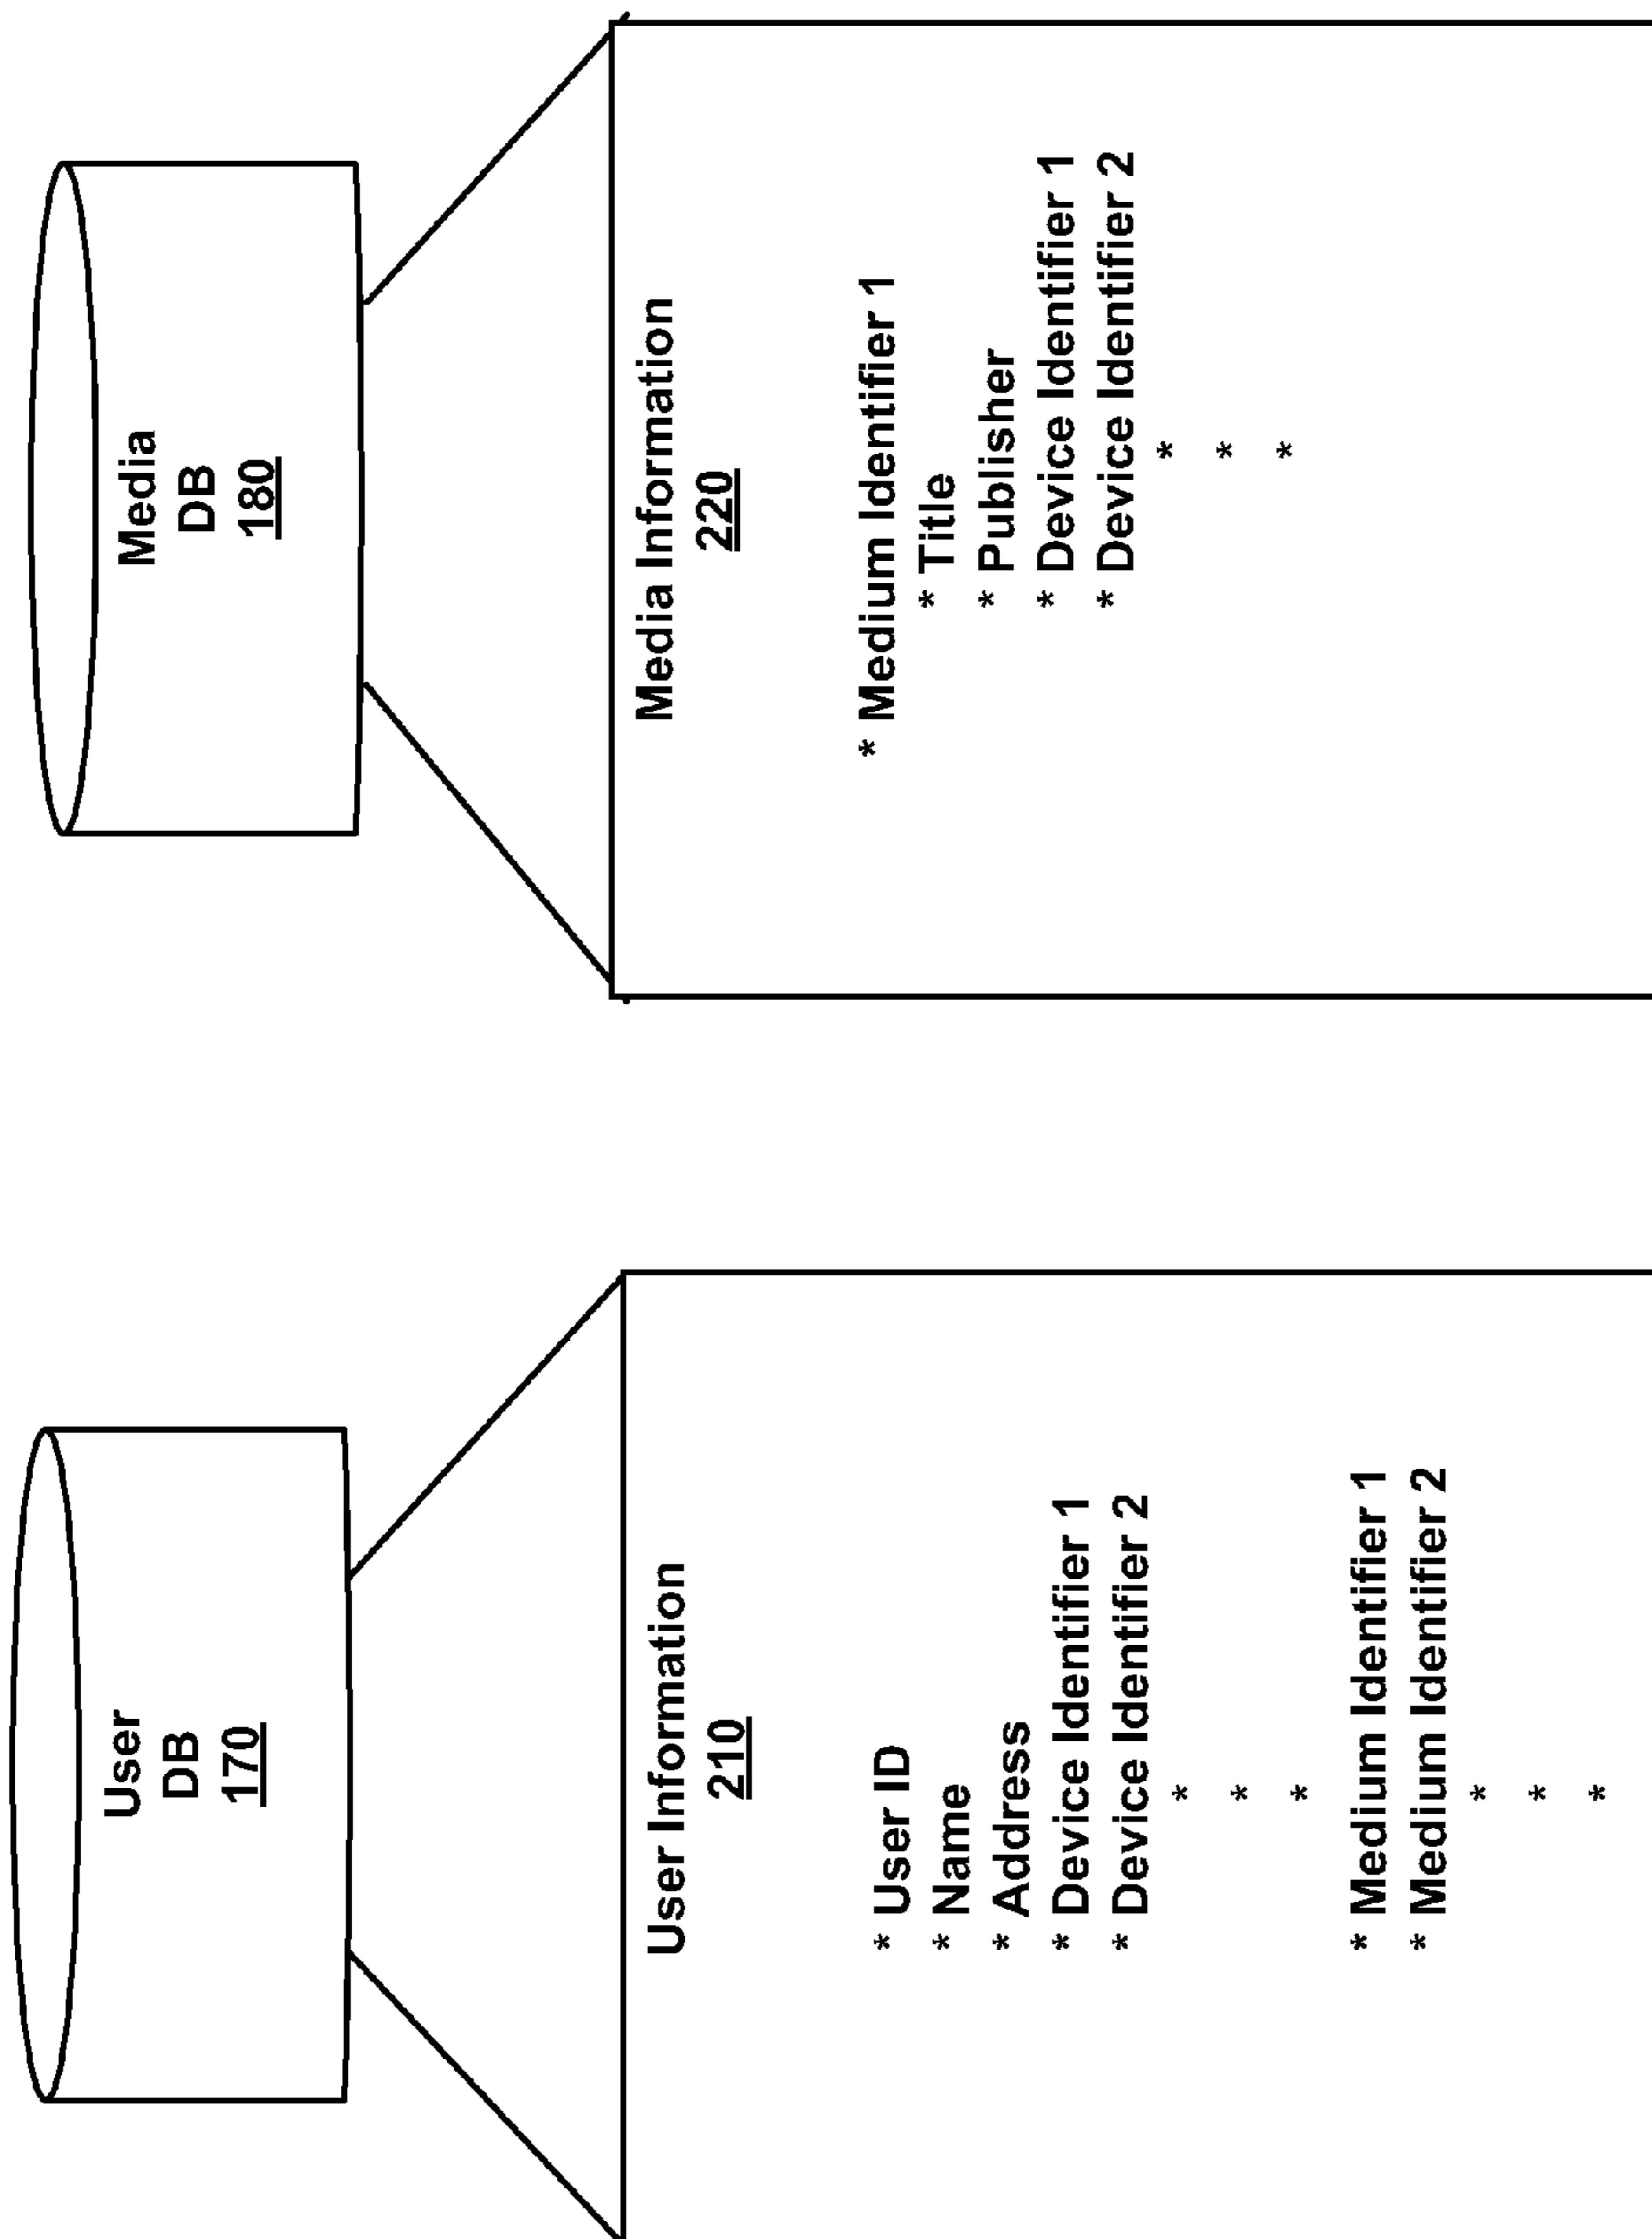 User
DB
170
User Information
210
* User ID
* Name
* Address
* Device Identifier 1
* Device Identifier 2
*
*
*
* Medium Identifier 1
* Medium Identifier 2
*
*
*
Media
DB
180
Media Information
220
* Medium Identifier 1
* Title
* Publisher
* Device Identifier 1
* Device Identifier 2
*
*
*